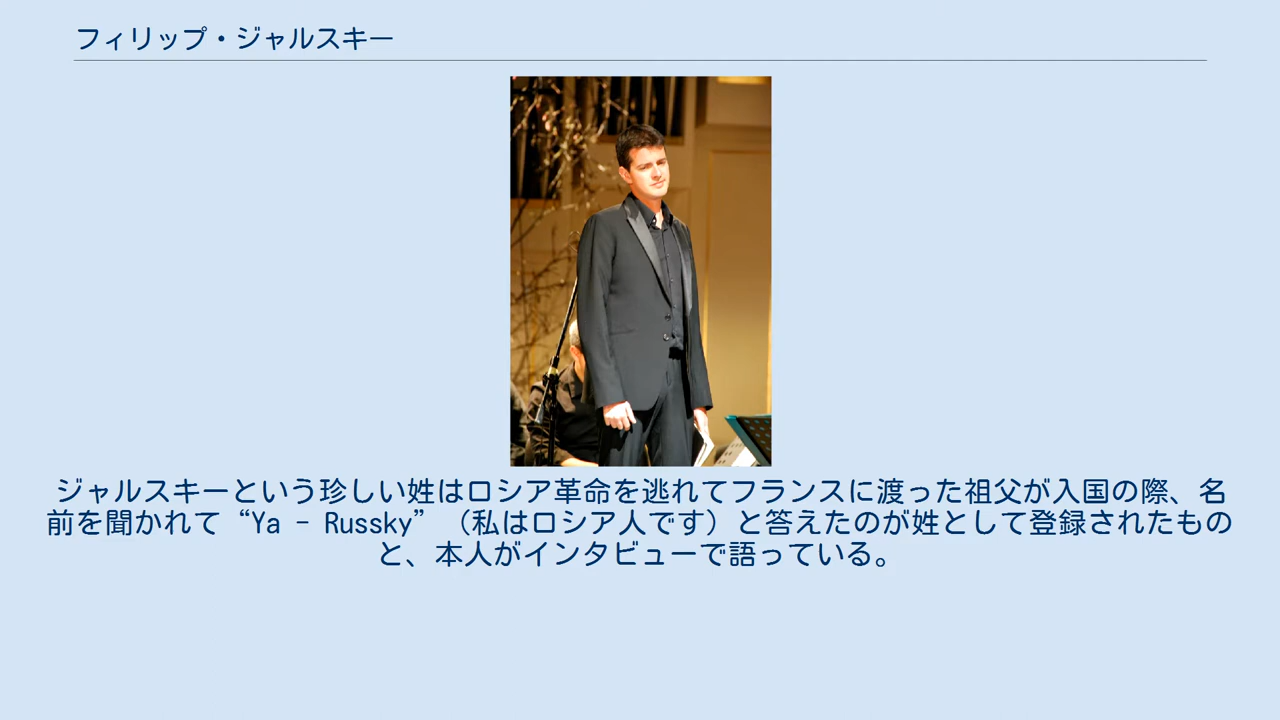 フィリップ・ジャルスキー
ジャルスキーという珍しい姓はロシア革命を逃れてフランスに渡った祖父が入国の際、名
前を聞かれて“Ya – Russky”（私はロシア人です）と答えたのが姓として登録されたもの
と、本人がインタビューで語っている。